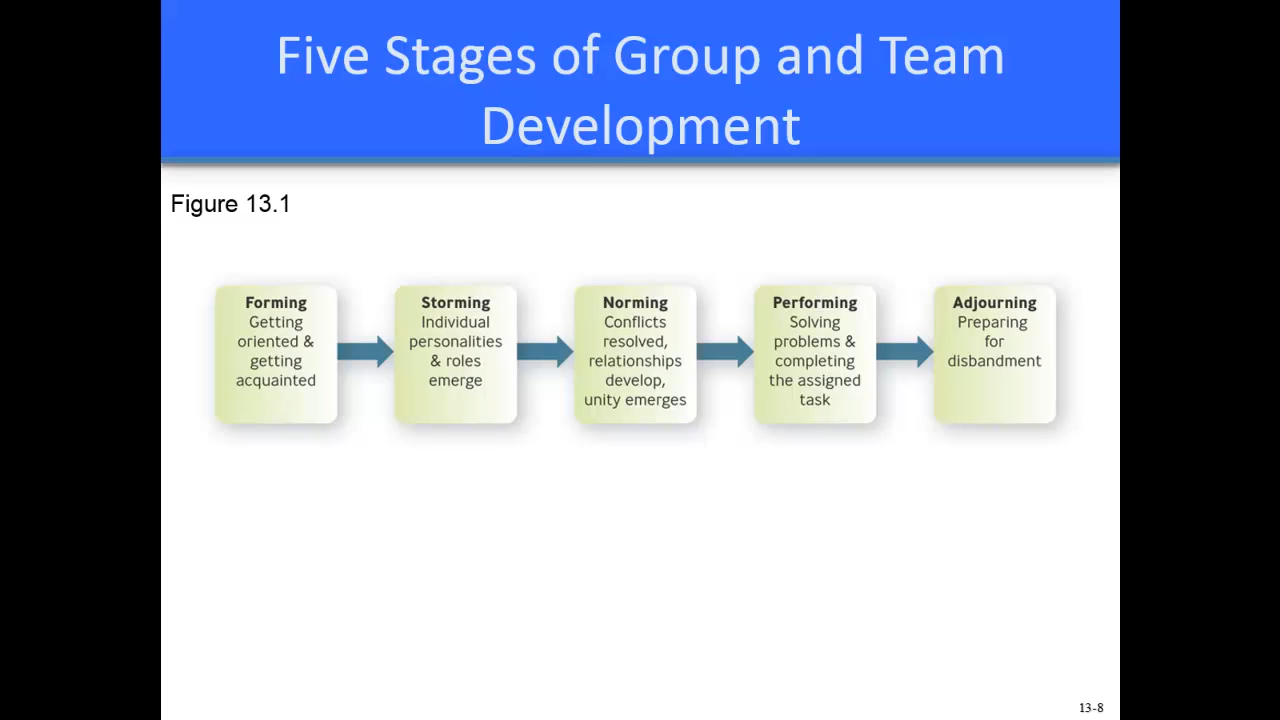 Five Stages of Group and Team
Development
Figure 13.1
Forming
Getting
oriented &
getting
acquainted
Storming
Individual
personalities
& roles
emerge
Norming
Conflicts
resolved,
relationships
develop,
unity emerges
Performing
Solving
problems &
completing
the assigned
task
Adjourning
Preparing
for
disbandment
13-8